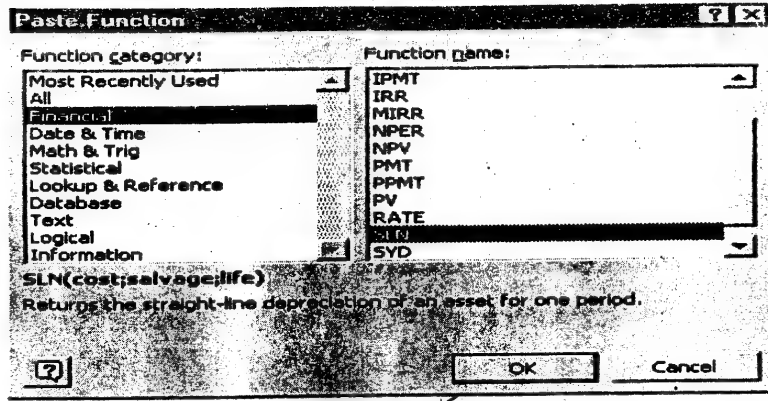 Paste Function
Function category:
Most Recently Used
All
Financial
Date & Time
Math & Trig
Statistical
Lookup & Reference
Database
Text
Logical
Information
Function name:
IPMT
IRR
MIRR
NPER
NPV
PMT
PPMT
PV
RATE
SLN
SYD
SLN(cost;salvage;life)
Returns the straight-line depreciation of an asset for one period.
OK
Cancel